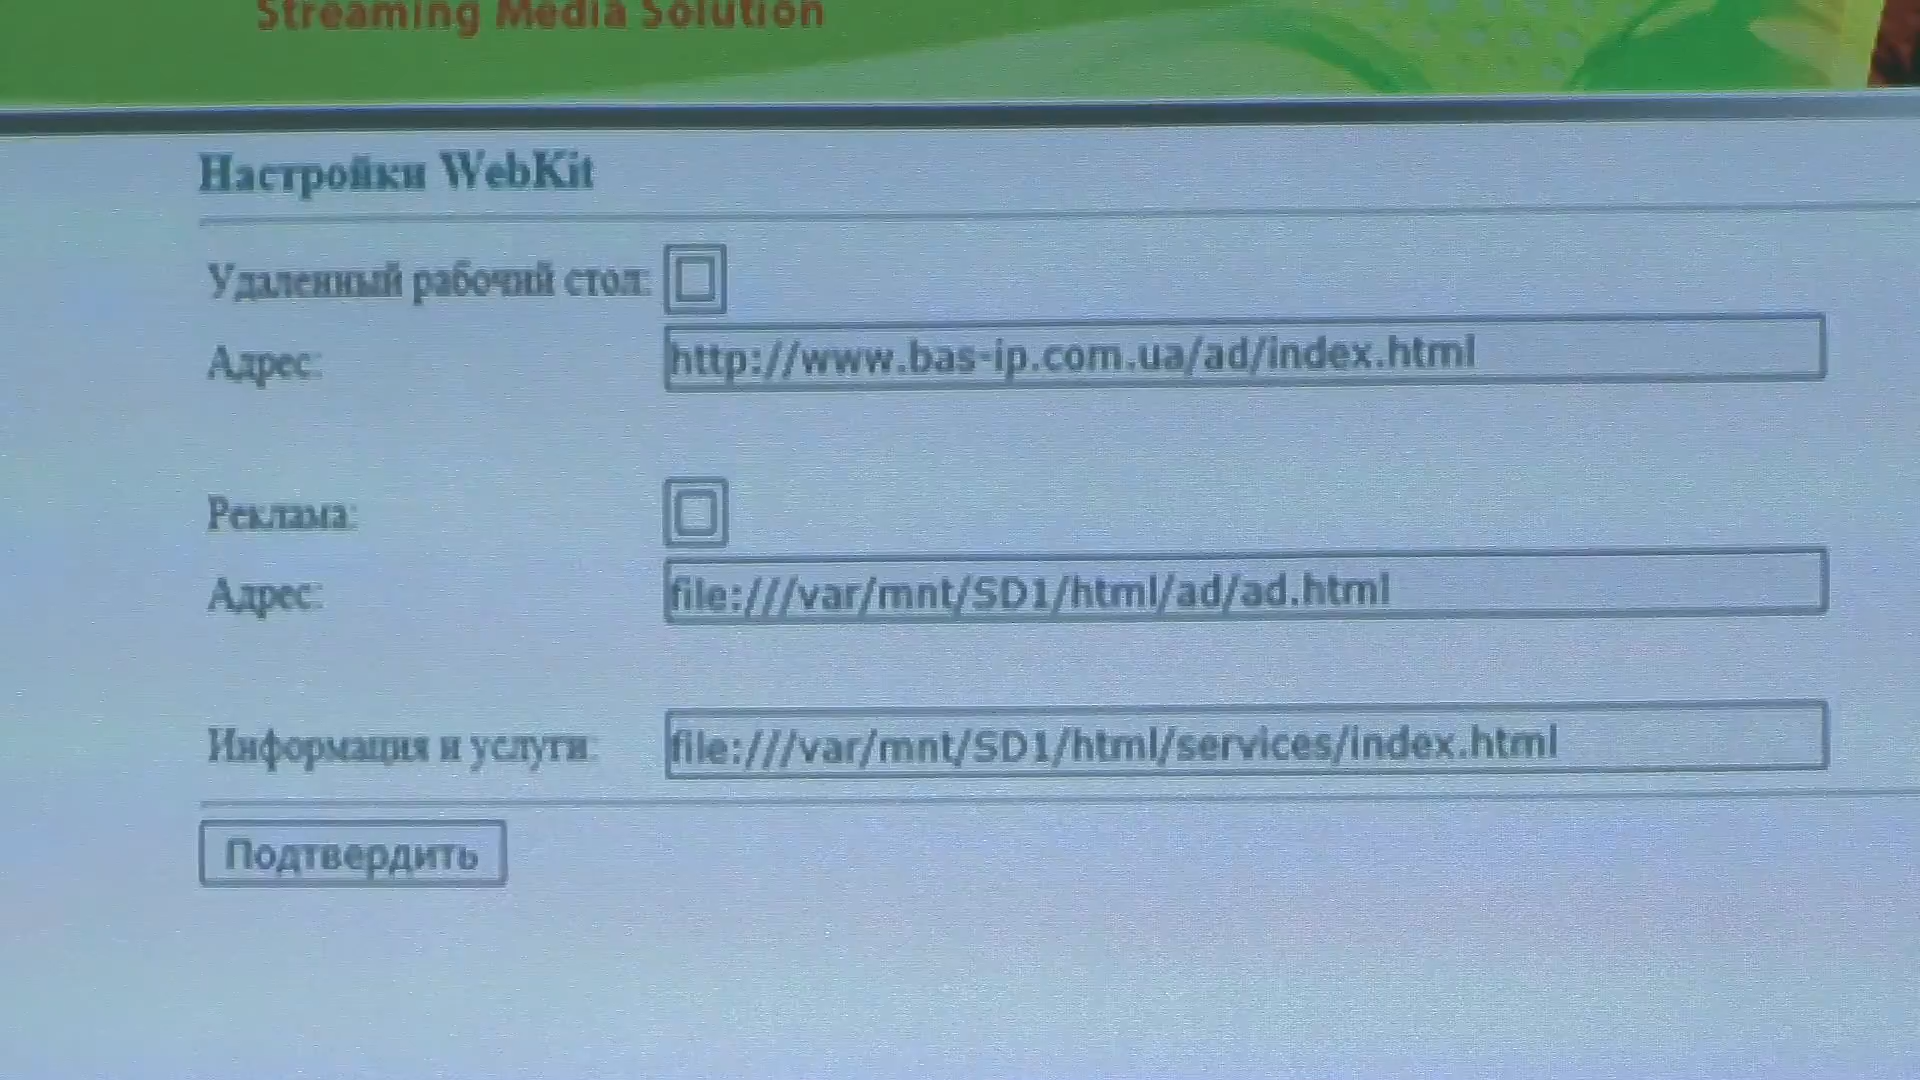 Streaming Media Solution
Настройки WebKit
Удаленный рабочий стол:
Адрес: http://www.bas-ip.com.ua/ad/index.html
Реклама:
Адрес: file:///var/mnt/SD1/html/ad/ad.html
Информация и услуги: file:///var/mnt/SD1/html/services/index.html
Подтвердить